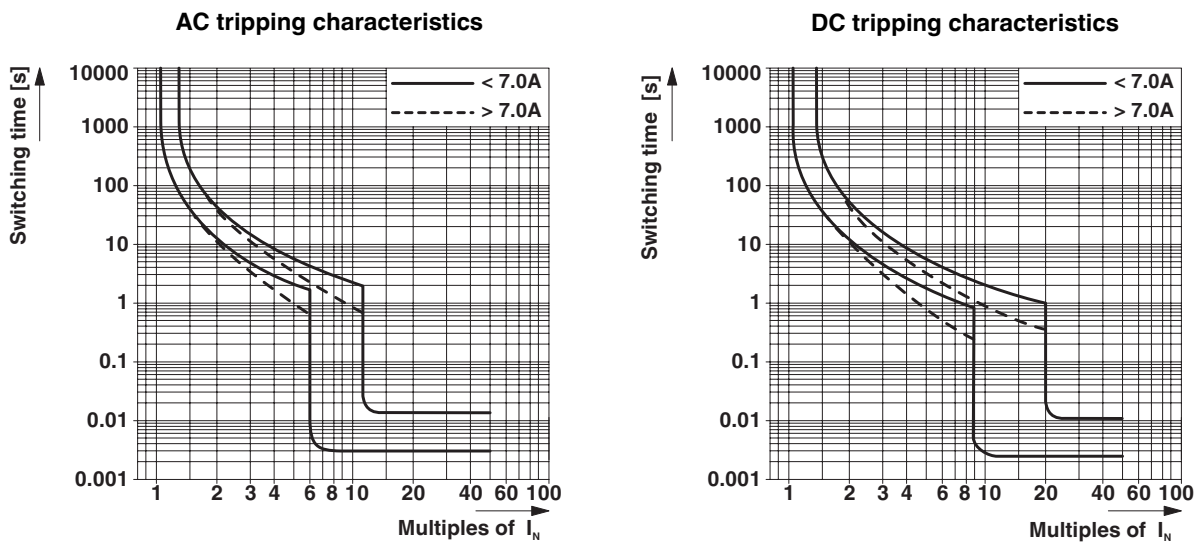 AC tripping characteristics
Switching time [s]
10000
1000
100
10
1
0.1
0.01
0.001
< 7.0A
> 7.0A
1 2 3 4 6 8 10 20 40 60 100
Multiples of I_N
DC tripping characteristics
Switching time [s]
10000
1000
100
10
1
0.1
0.01
0.001
< 7.0A
> 7.0A
1 2 3 4 6 8 10 20 40 60 100
Multiples of I_N